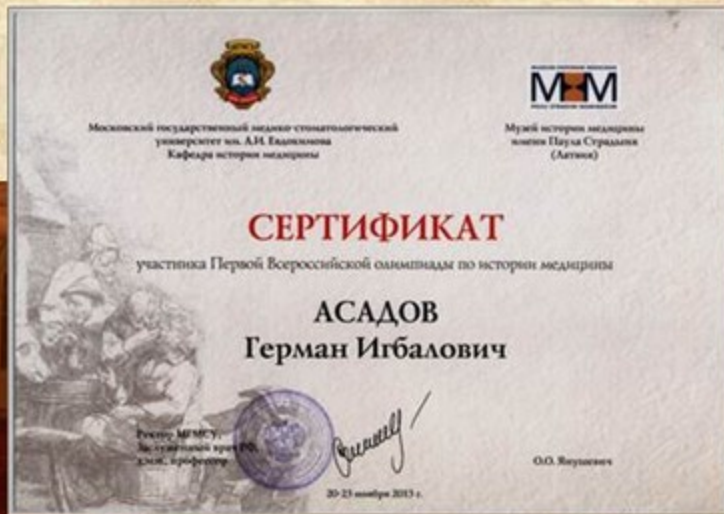 Московский государственный медико-стоматологический
университет им. А.И. Евдокимова
Кафедра истории медицины
МНМ
Музей истории медицины
имени Паула Страдыня
(Латвия)
СЕРТИФИКАТ
участника Первой Всероссийской олимпиады по истории медицины
АСАДОВ
Герман Игбалович
Ректор МГМСУ,
Заслуженный врач РФ,
д.м.н., профессор
О.О. Янушевич
20-23 ноября 2013 г.